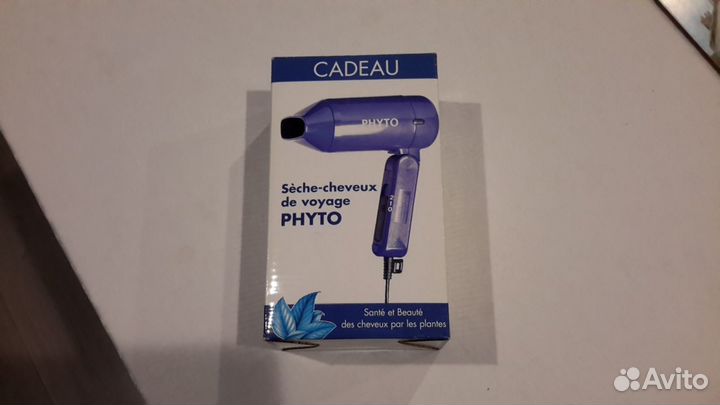 CADEAU
PHYTO
Sèche-cheveux
de voyage
PHYTO
Santé et Beauté
des cheveux par les plantes
Avito